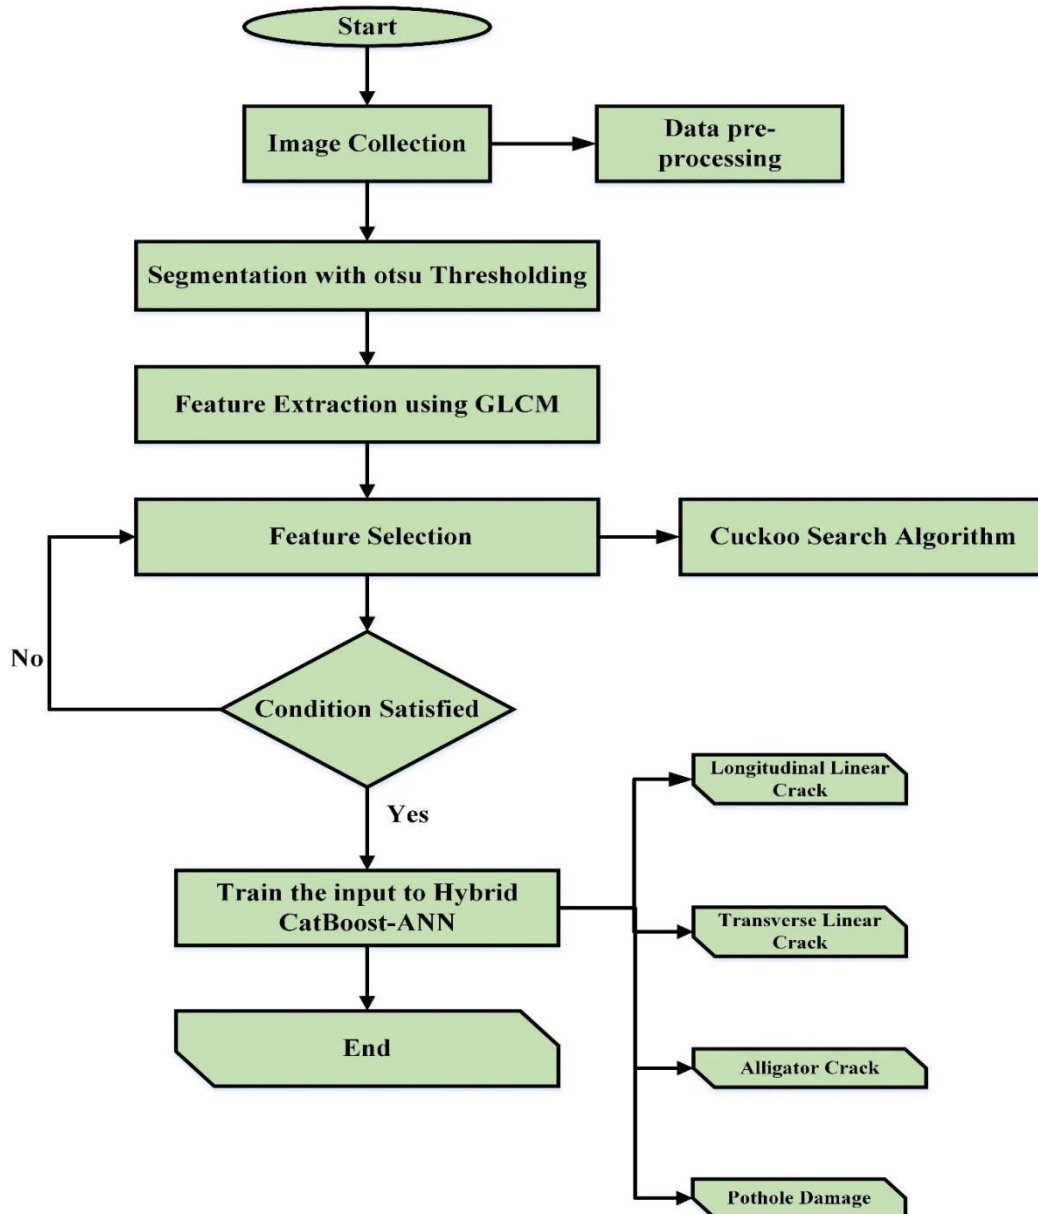 Start
Image Collection
Data pre-
processing
Segmentation with otsu Thresholding
Feature Extraction using GLCM
Feature Selection
Cuckoo Search Algorithm
No
Condition Satisfied
Yes
Longitudinal Linear
Crack
Train the input to Hybrid
CatBoost-ANN
Transverse Linear
Crack
End
Alligator Crack
Pothole Damage